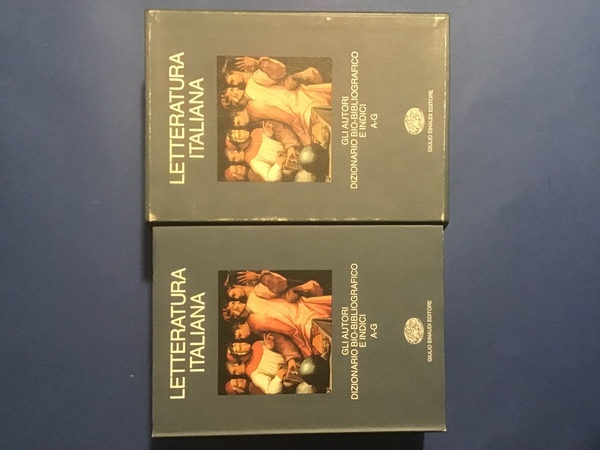 LETTERATURA
ITALIANA
GLI AUTORI
DIZIONARIO BIO-BIBLIOGRAFICO
E INDICI
A-G
GIULIO EINAUDI EDITORE
LETTERATURA
ITALIANA
GLI AUTORI
DIZIONARIO BIO-BIBLIOGRAFICO
E INDICI
A-G
GIULIO EINAUDI EDITORE